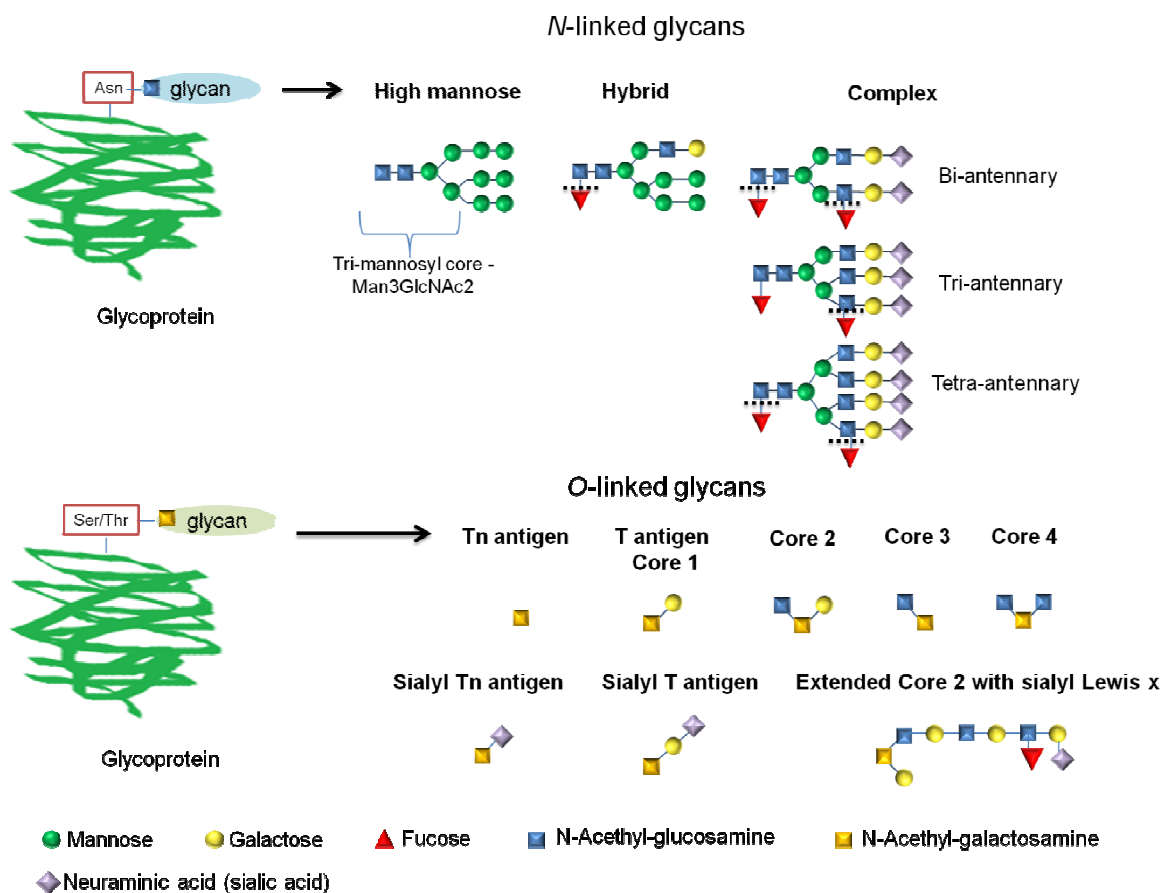 N-linked glycans
Asn
glycan
High mannose
Hybrid
Complex
Bi-antennary
Tri-mannosyl core -
Man3GlcNAc2
Tri-antennary
Glycoprotein
Tetra-antennary
O-linked glycans
Ser/Thr
glycan
Tn antigen
T antigen
Core 1
Core 2
Core 3
Core 4
Sialyl Tn antigen
Sialyl T antigen
Extended Core 2 with sialyl Lewis x
Glycoprotein
Mannose
Galactose
Fucose
N-Acethyl-glucosamine
N-Acethyl-galactosamine
Neuraminic acid (sialic acid)